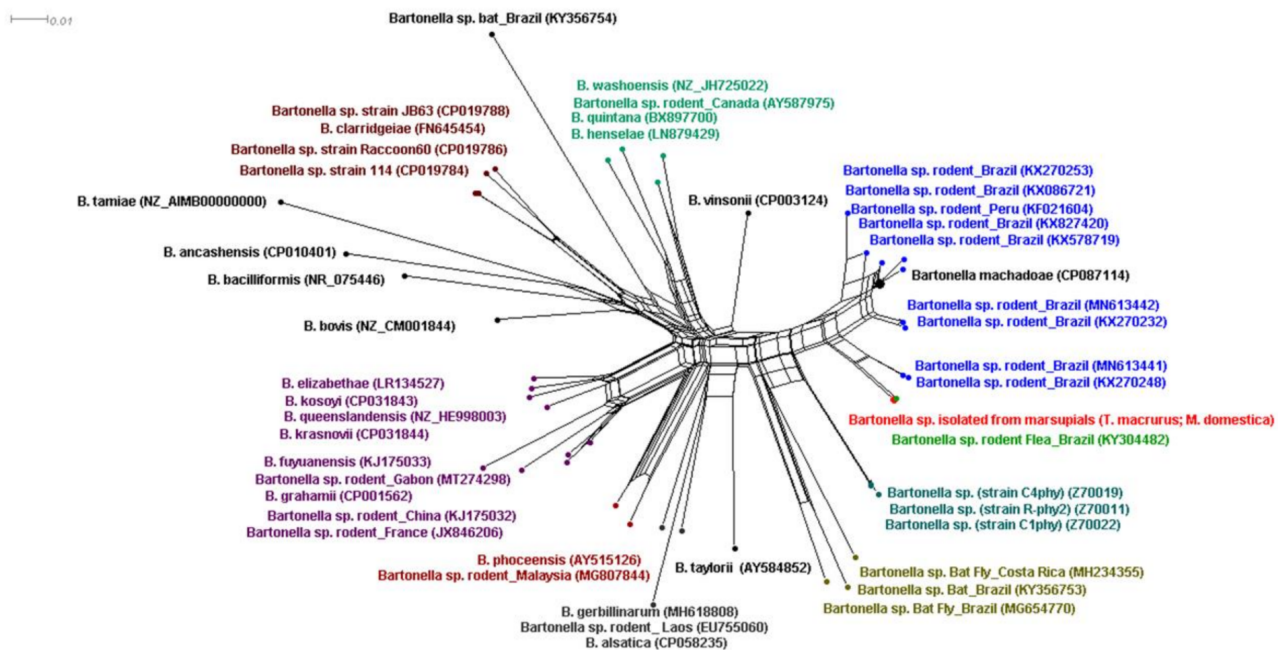 0.01
Bartonella sp. bat_Brazil (KY356754)
B. washoensis (NZ_JH725022)
Bartonella sp. rodent_Canada (AY587975)
B. quintana (BX897700)
B. henselae (LN879429)
Bartonella sp. strain JB63 (CP019788)
B. clarridgeiae (FN645454)
Bartonella sp. strain Raccoon60 (CP019786)
Bartonella sp. strain 114 (CP019784)
B. tamiae (NZ_AIMB00000000)
B. ancashensis (CP010401)
B. bacilliformis (NR_075446)
B. bovis (NZ_CM001844)
B. vinsonii (CP003124)
Bartonella sp. rodent_Brazil (KX270253)
Bartonella sp. rodent_Brazil (KX086721)
Bartonella sp. rodent_Peru (KF021604)
Bartonella sp. rodent_Brazil (KX827420)
Bartonella sp. rodent_Brazil (KX578719)
Bartonella machadoae (CP087114)
Bartonella sp. rodent_Brazil (MN613442)
Bartonella sp. rodent_Brazil (KX270232)
Bartonella sp. rodent_Brazil (MN613441)
Bartonella sp. rodent_Brazil (KX270248)
Bartonella sp. isolated from marsupials (T. macrurus; M. domestica)
Bartonella sp. rodent Flea_Brazil (KY304482)
B. elizabethae (LR134527)
B. kosoyi (CP031843)
B. queenslandensis (NZ_HE998003)
B. krasnovii (CP031844)
B. fuyuanensis (KJ175033)
Bartonella sp. rodent_Gabon (MT274298)
B. grahamii (CP001562)
Bartonella sp. rodent_China (KJ175032)
Bartonella sp. rodent_France (JX846206)
Bartonella sp. (strain C4phy) (Z70019)
Bartonella sp. (strain R-phy2) (Z70011)
Bartonella sp. (strain C1phy) (Z70022)
B. phoceensis (AY515126)
Bartonella sp. rodent_Malaysia (MG807844)
B. taylorii (AY584852)
Bartonella sp. Bat Fly_Costa Rica (MH234355)
Bartonella sp. Bat_Brazil (KY356753)
Bartonella sp. Bat Fly_Brazil (MG654770)
B. gerbillinarum (MH618808)
Bartonella sp. rodent_ Laos (EU755060)
B. alsatica (CP058235)